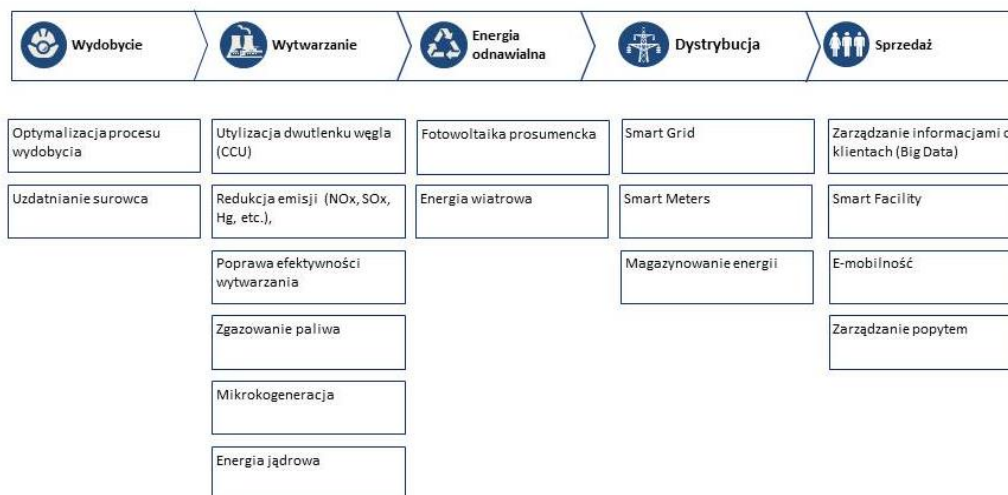 Wydobycie
Wytwarzanie
Energia
odnawialna
Dystrybucja
Sprzedaż
Optymalizacja procesu
wydobycia
Uzdatnianie surowca
Utylizacja dwutlenku węgla
(CCU)
Redukcja emisji (NOx, SOx,
Hg, etc.),
Poprawa efektywności
wytwarzania
Zgazowanie paliwa
Mikrokogeneracja
Energia jądrowa
Fotowoltaika prosumencka
Energia wiatrowa
Smart Grid
Smart Meters
Magazynowanie energii
Zarządzanie informacjami
klientach (Big Data)
Smart Facility
E-mobilność
Zarządzanie popytem